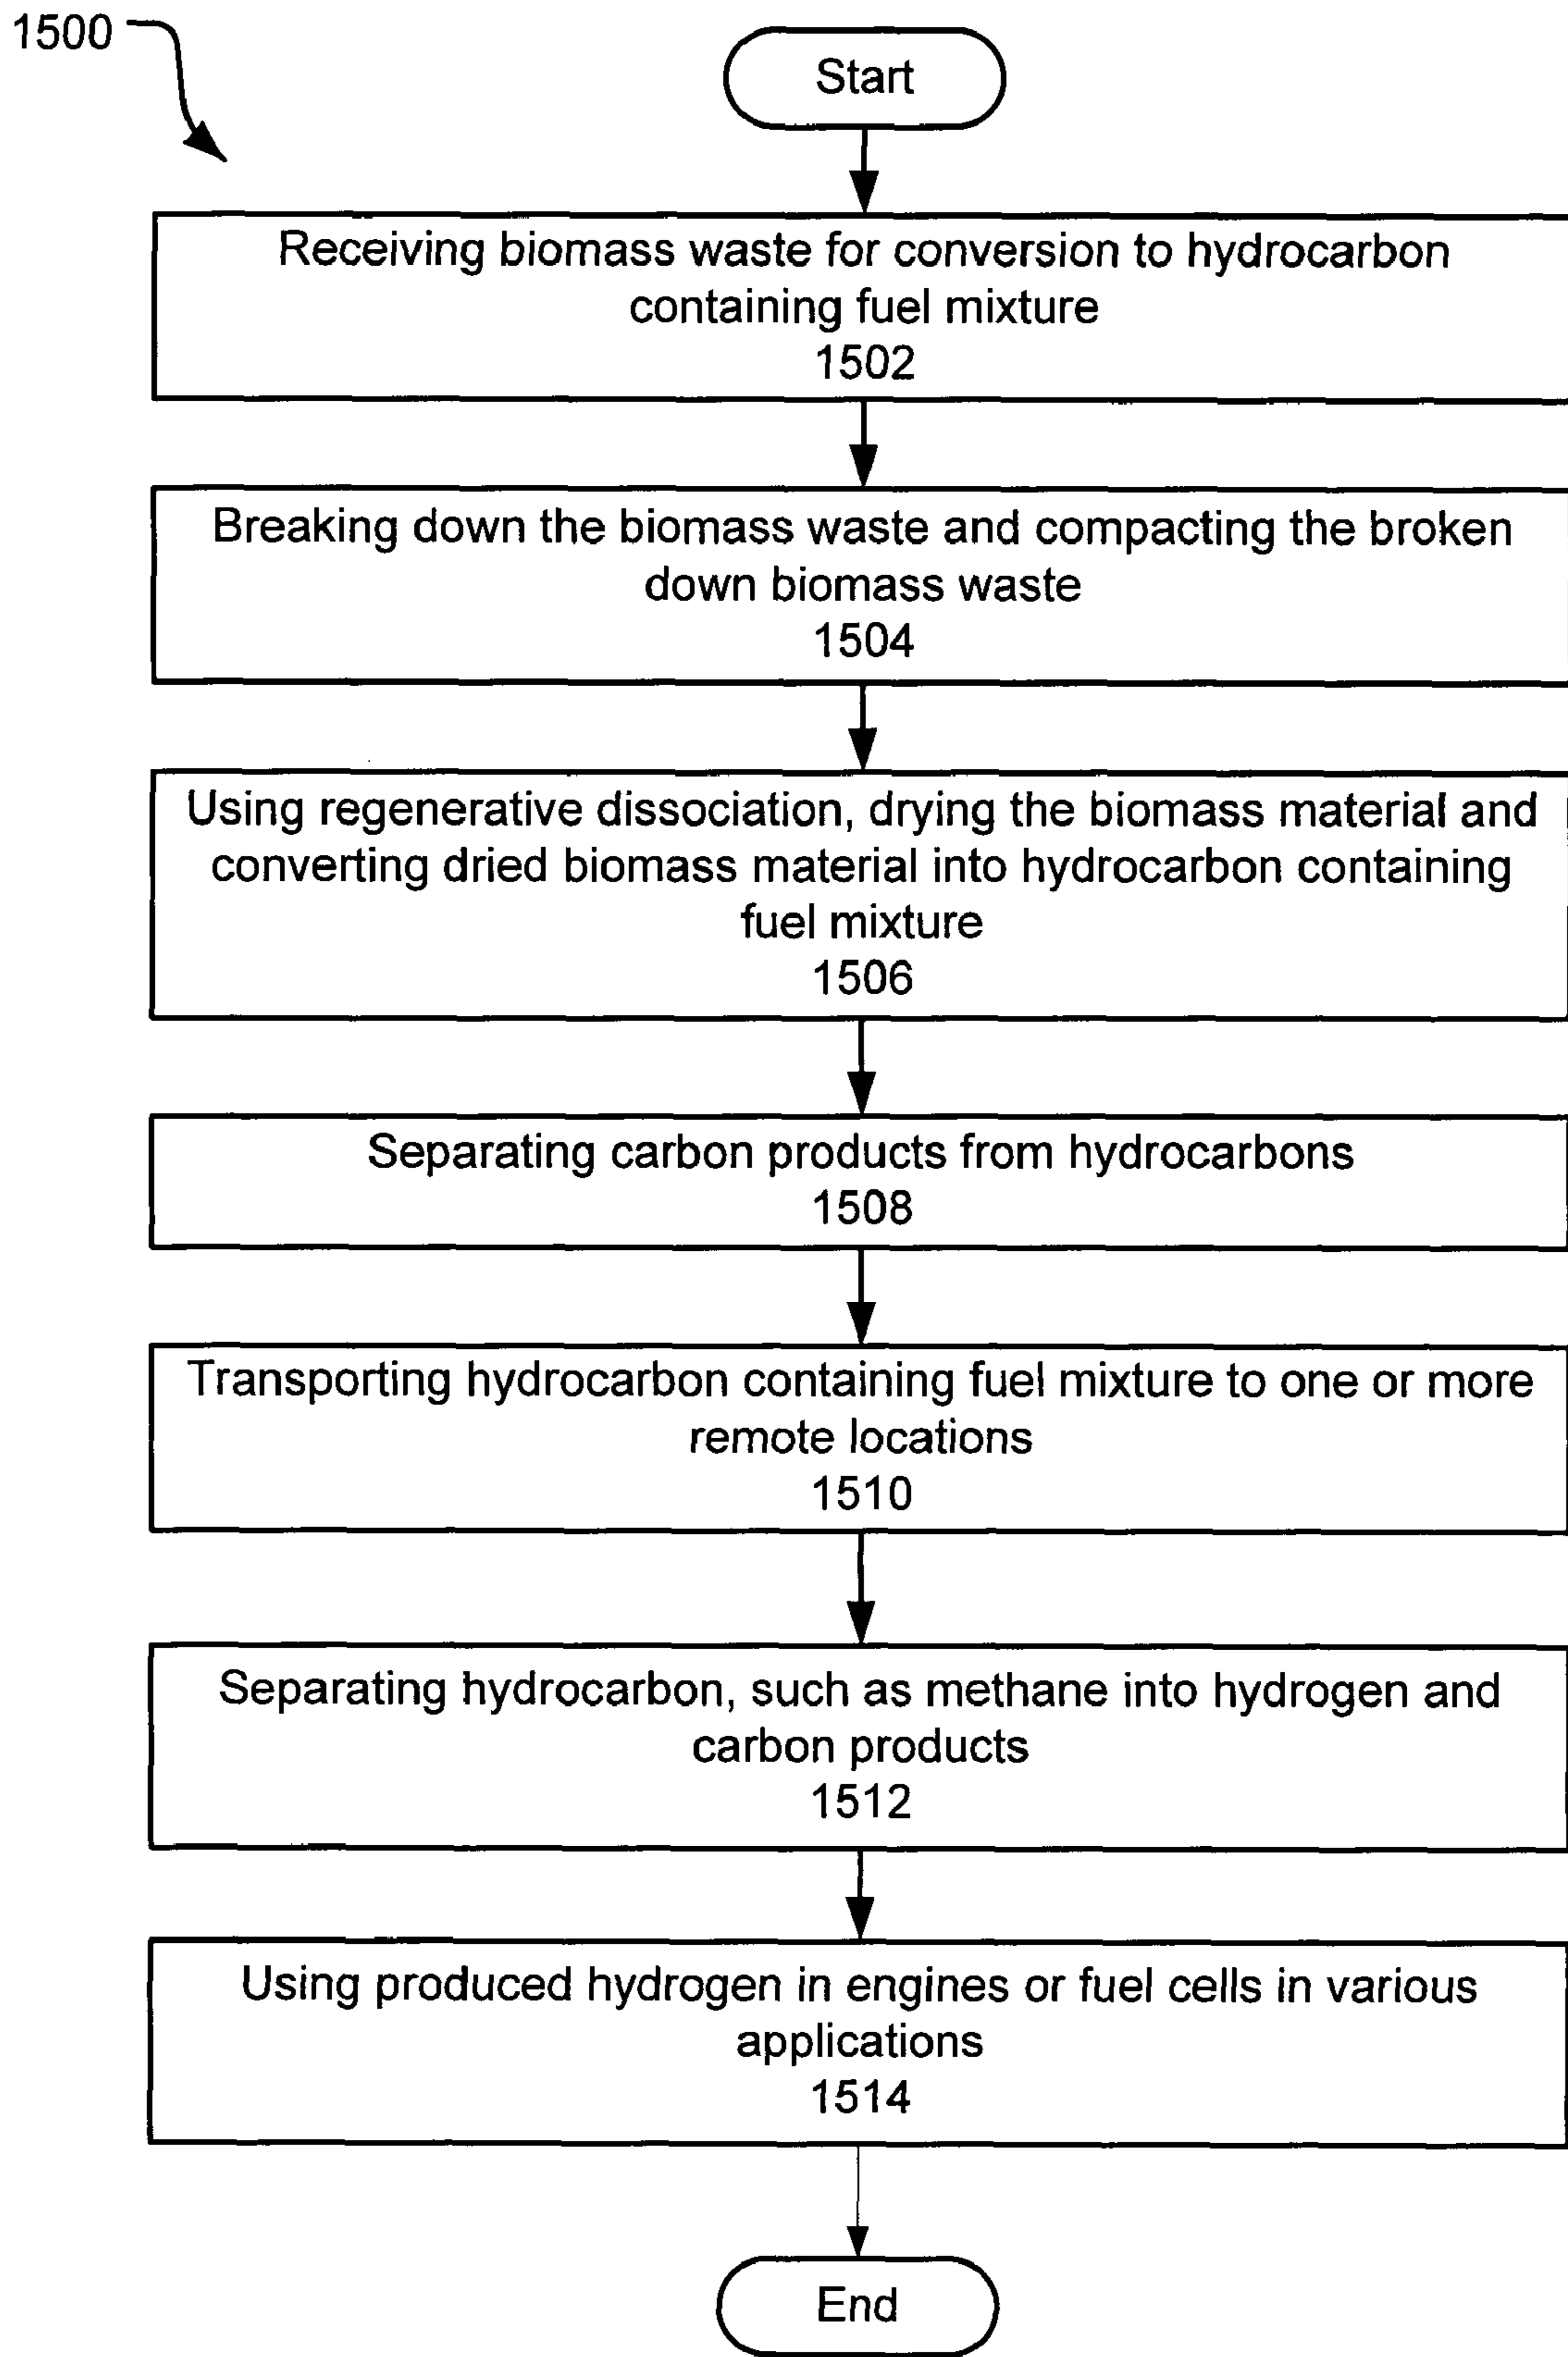 1500
Start
Receiving biomass waste for conversion to hydrocarbon
containing fuel mixture
1502
Breaking down the biomass waste and compacting the broken
down biomass waste
1504
Using regenerative dissociation, drying the biomass material and
converting dried biomass material into hydrocarbon containing
fuel mixture
1506
Separating carbon products from hydrocarbons
1508
Transporting hydrocarbon containing fuel mixture to one or more
remote locations
1510
Separating hydrocarbon, such as methane into hydrogen and
carbon products
1512
Using produced hydrogen in engines or fuel cells in various
applications
1514
End